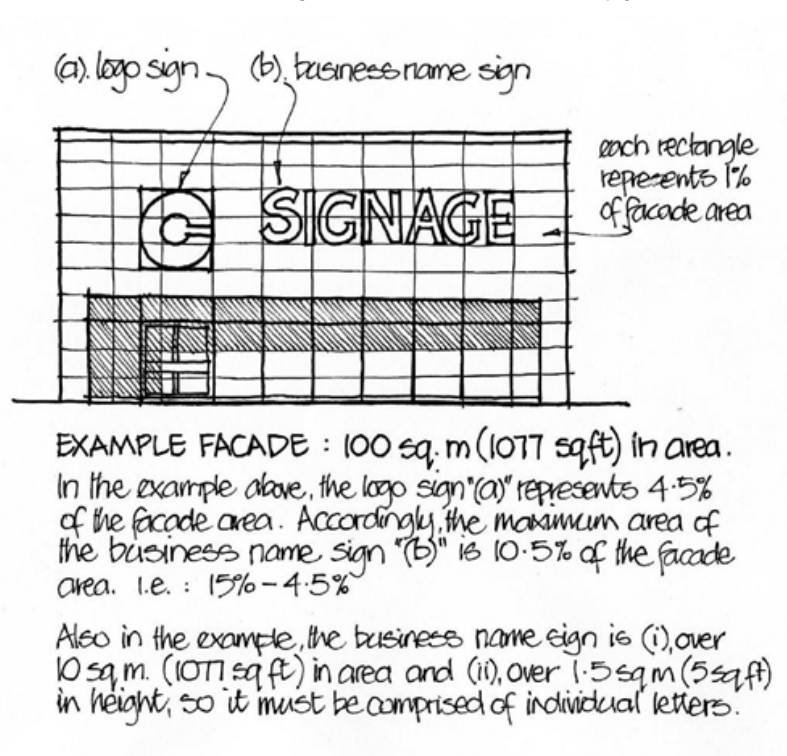 (a). logo sign
(b). business name sign
each rectangle
represents 1%
of facade area
SIGNAGE
EXAMPLE FACADE : 100 sq. m (1077 sq ft) in area.
In the example above, the logo sign "(a)" represents 4.5%
of the facade area. Accordingly, the maximum area of
the business name sign "(b)" is 10.5% of the facade
area. i.e. : 15% – 4.5%
Also in the example, the business name sign is (i), over
10 sq m. (1077 sq ft) in area and (ii), over 1.5 sq m (5 sq ft)
in height, so it must be comprised of individual letters.